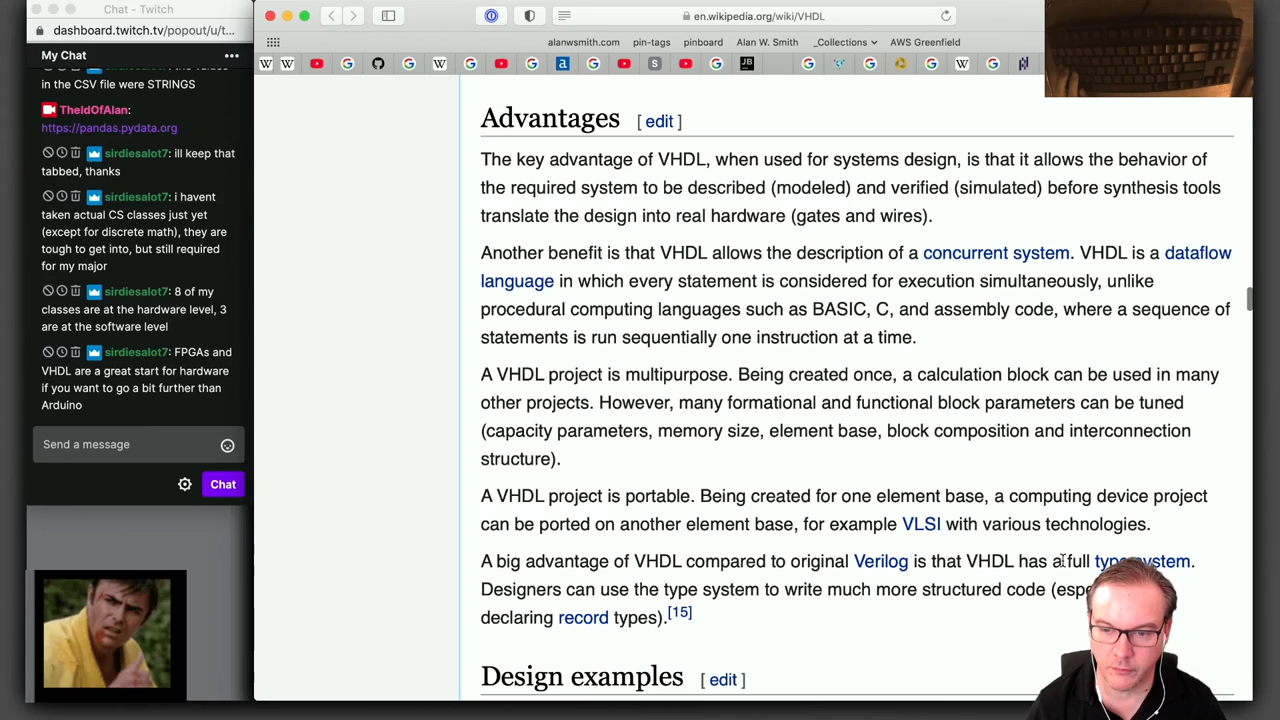 Chat - Twitch
dashboard.twitch.tv/popout/u/t...
My Chat
in the CSV file were STRINGS
TheIdOfAlan:
https://pandas.pydata.org
sirdiesalot7: ill keep that
tabbed, thanks
sirdiesalot7: i havent
taken actual CS classes just yet
(except for discrete math), they are
tough to get into, but still required
for my major
sirdiesalot7: 8 of my
classes are at the hardware level, 3
are at the software level
sirdiesalot7: FPGAs and
VHDL are a great start for hardware
if you want to go a bit further than
Arduino
Send a message
Chat
en.wikipedia.org/wiki/VHDL
alanwsmith.com pin-tags pinboard Alan W. Smith _Collections AWS Greenfield
Advantages [ edit ]
The key advantage of VHDL, when used for systems design, is that it allows the behavior of
the required system to be described (modeled) and verified (simulated) before synthesis tools
translate the design into real hardware (gates and wires).
Another benefit is that VHDL allows the description of a concurrent system. VHDL is a dataflow
language in which every statement is considered for execution simultaneously, unlike
procedural computing languages such as BASIC, C, and assembly code, where a sequence of
statements is run sequentially one instruction at a time.
A VHDL project is multipurpose. Being created once, a calculation block can be used in many
other projects. However, many formational and functional block parameters can be tuned
(capacity parameters, memory size, element base, block composition and interconnection
structure).
A VHDL project is portable. Being created for one element base, a computing device project
can be ported on another element base, for example VLSI with various technologies.
A big advantage of VHDL compared to original Verilog is that VHDL has a full type system.
Designers can use the type system to write much more structured code (espe
declaring record types).[15]
Design examples [ edit ]